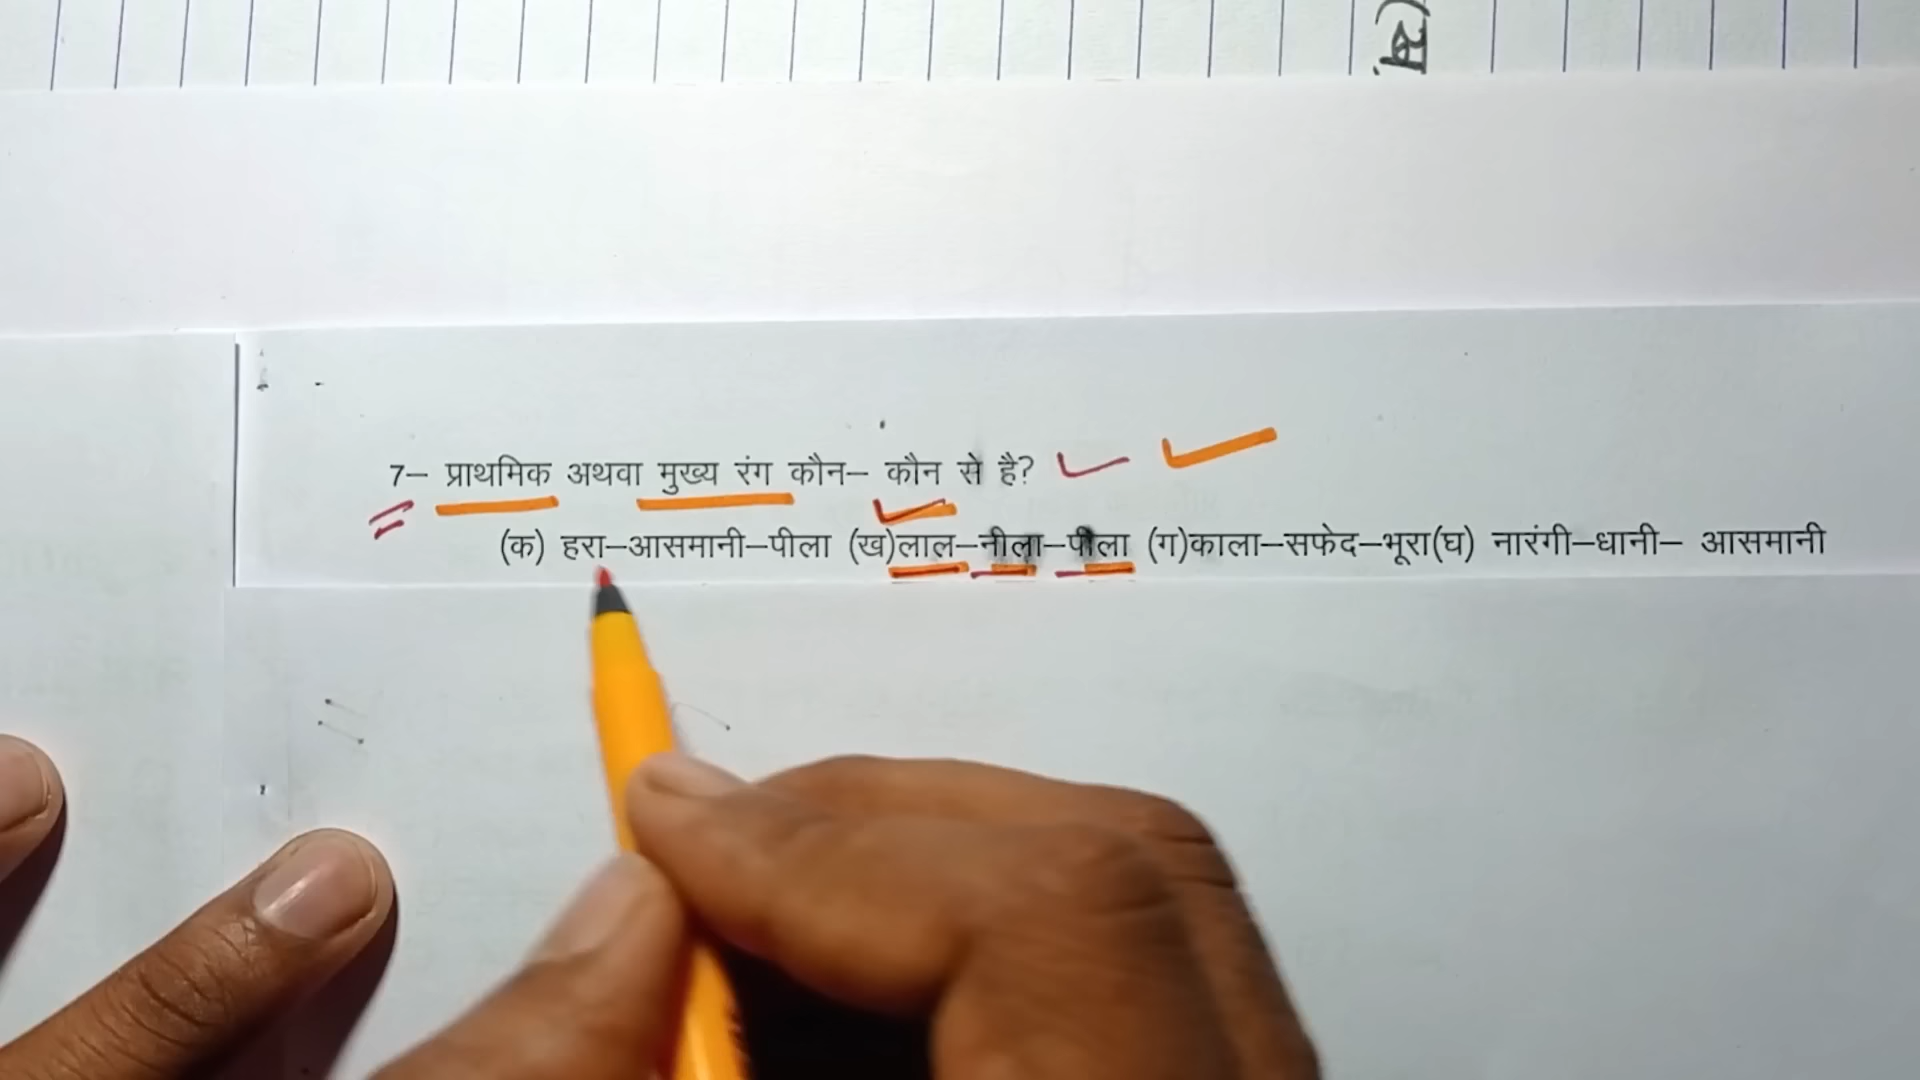 (ख)
7– प्राथमिक अथवा मुख्य रंग कौन– कौन से है?
(क) हरा–आसमानी–पीला (ख)लाल–नीला–पीला (ग)काला–सफेद–भूरा(घ) नारंगी–धानी– आसमानी